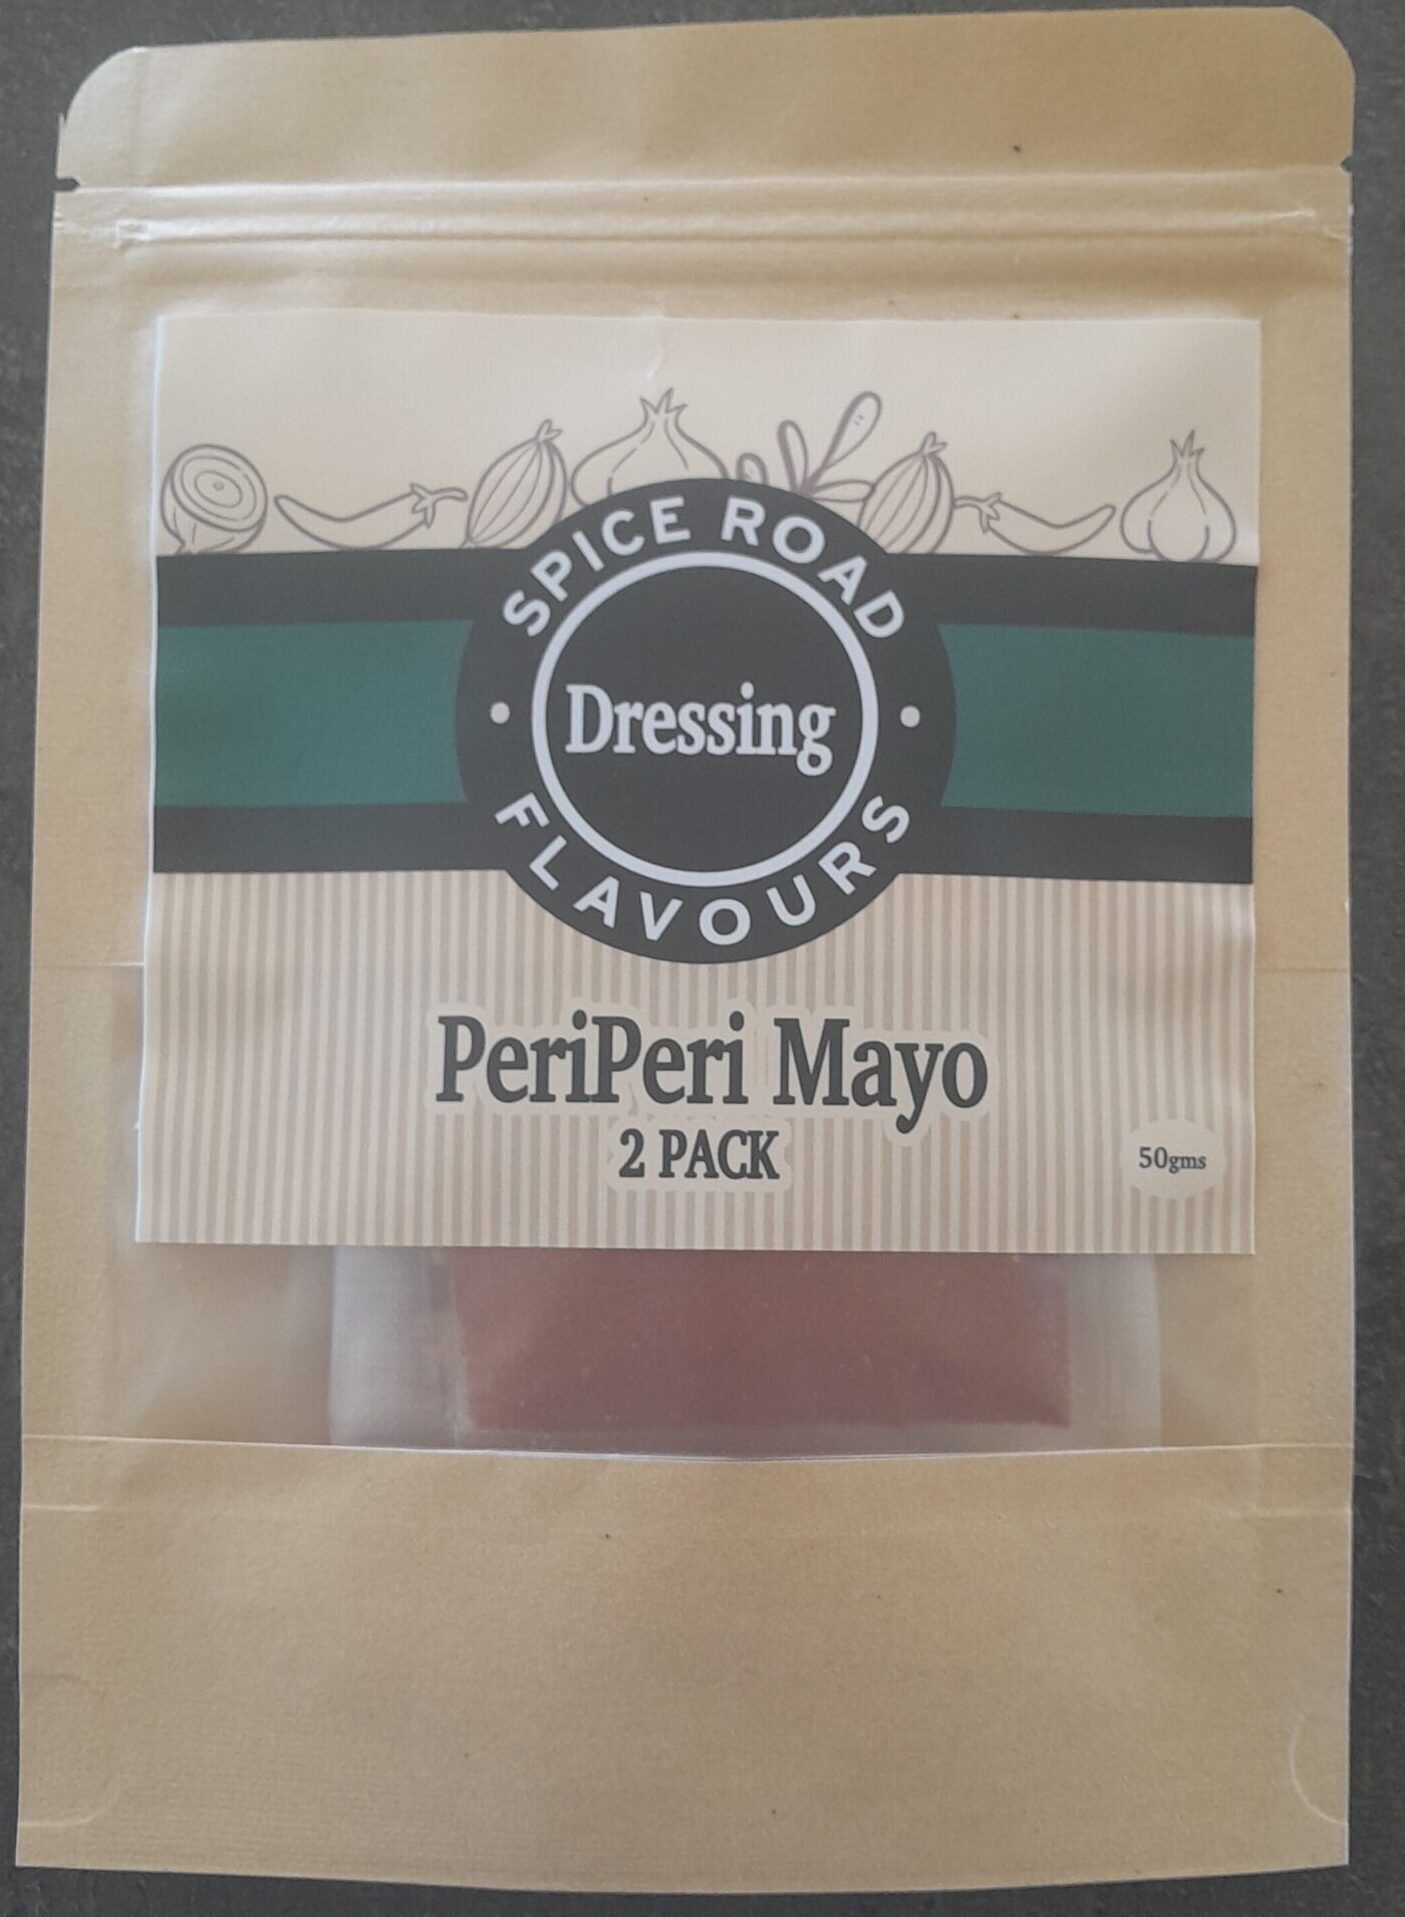 SPICE ROAD
Dressing
FLAVOURS
PeriPeri Mayo
2 PACK
50gms